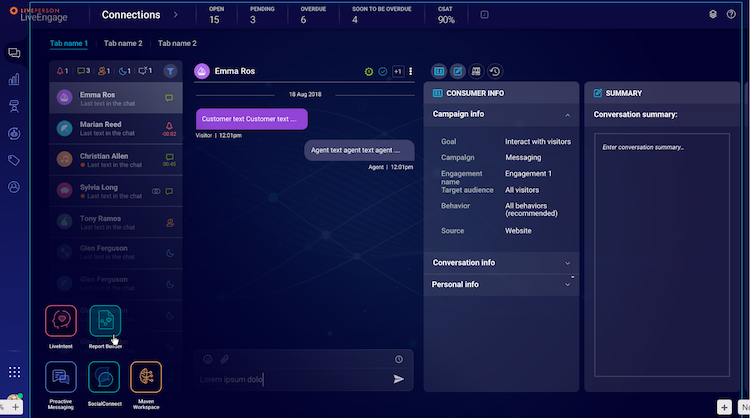 LIVEPERSON
LiveEngage
Connections
OPEN
15
PENDING
3
OVERDUE
6
SOON TO BE OVERDUE
4
CSAT
90%
Tab name 1
Tab name 2
Tab name 2
1
3
1
1
1
Emma Ros
Last text in the chat
Marian Reed
Last text in the chat
-00:02
Christian Allen
Last text in the chat
00:45
Sylvia Long
Last text in the chat
Tony Ramos
Last text in the chat
Glen Ferguson
Last text in the chat
Glen Ferguson
Last text in the chat
LiveIntent
Report Builder
Proactive
Messaging
SocialConnect
Maven
Workspace
Emma Ros
+1
18 Aug 2018
Customer text Customer text ....
Visitor | 12:01pm
Agent text agent text agent ....
Agent | 12:01pm
Lorem ipsum dolo
CONSUMER INFO
Campaign info
Goal Interact with visitors
Campaign Messaging
Engagement name Engagement 1
Target audience All visitors
Behavior All behaviors
(recommended)
Source Website
Conversation info
Personal info
SUMMARY
Conversation summary:
Enter conversation summary..
% +
+